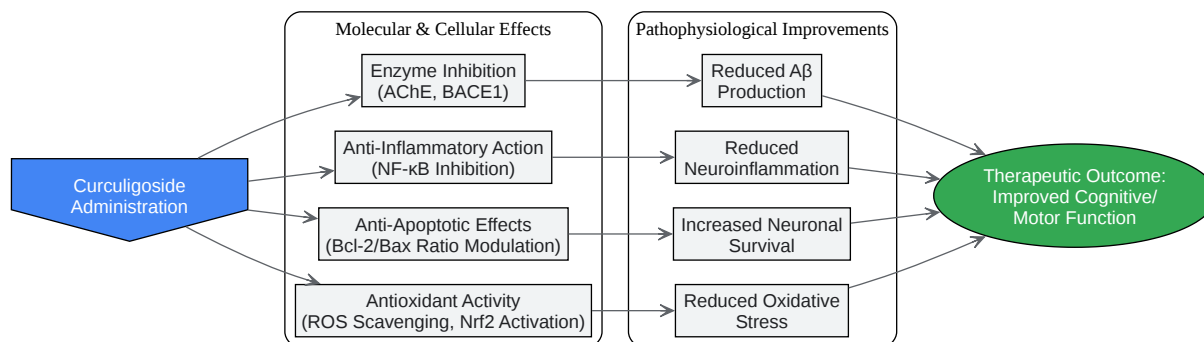 Molecular & Cellular Effects
Pathophysiological Improvements
Enzyme Inhibition
(AChE, BACE1)
Reduced Aβ
Production
Anti-Inflammatory Action
(NF-κB Inhibition)
Reduced
Neuroinflammation
Curculigoside
Administration
Therapeutic Outcome:
Improved Cognitive/
Motor Function
Anti-Apoptotic Effects
(Bcl-2/Bax Ratio Modulation)
Increased Neuronal
Survival
Antioxidant Activity
(ROS Scavenging, Nrf2 Activation)
Reduced Oxidative
Stress